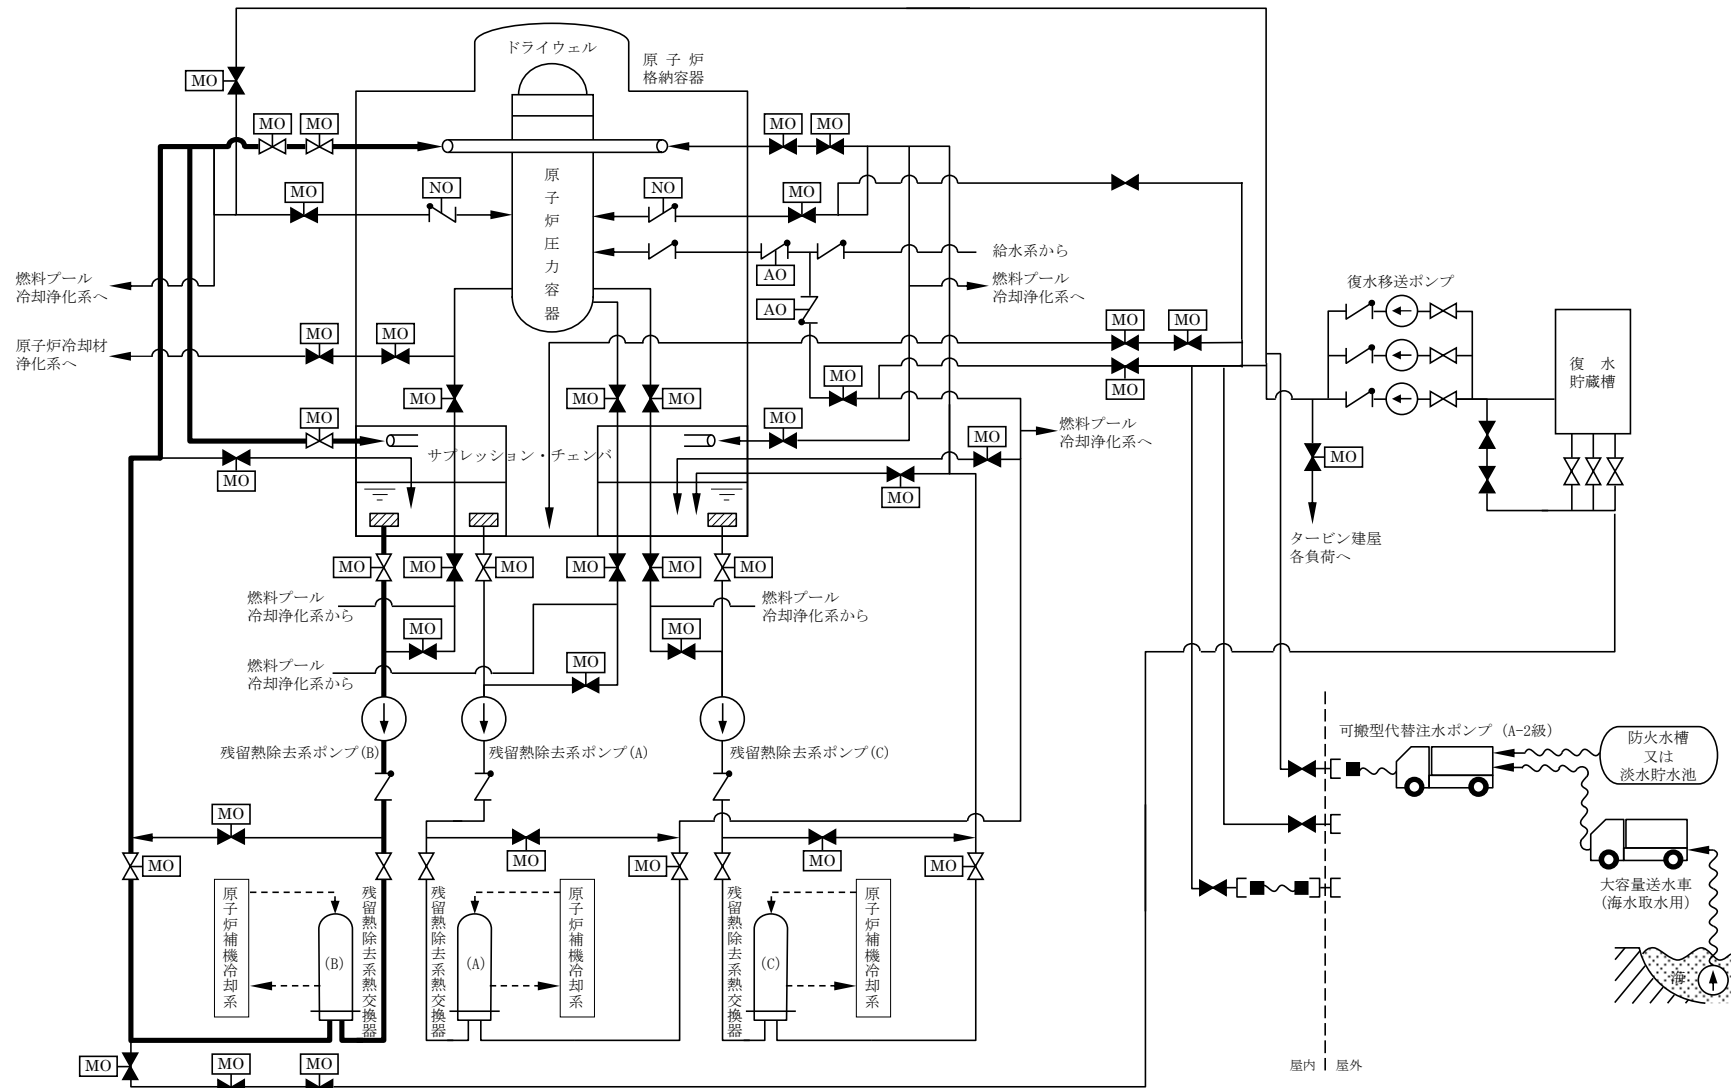 ドライウェル
原 子 炉
格納容器
MO
MO
MO
MO
MO
MO
NO
NO
MO
原子炉圧力容器
給水系から
AO
AO
燃料プール
冷却浄化系へ
燃料プール
冷却浄化系へ
復水移送ポンプ
復 水
貯蔵槽
原子炉冷却材
浄化系へ
MO
MO
MO
MO
MO
MO
MO
MO
MO
MO
MO
MO
燃料プール
冷却浄化系へ
サプレッション・チェンバ
MO
MO
MO
MO
タービン建屋
各負荷へ
MO
MO
MO
MO
MO
MO
燃料プール
冷却浄化系から
燃料プール
冷却浄化系から
MO
MO
燃料プール
冷却浄化系から
MO
残留熱除去系ポンプ(B)
残留熱除去系ポンプ(A)
残留熱除去系ポンプ(C)
可搬型代替注水ポンプ (A-2級)
防火水槽
又は
淡水貯水池
大容量送水車
(海水取水用)
海
MO
MO
MO
MO
MO
MO
原子炉補機冷却系
(B)
残留熱除去系熱交換器
残留熱除去系熱交換器
(A)
原子炉補機冷却系
残留熱除去系熱交換器
(C)
原子炉補機冷却系
MO
MO
MO
屋内
屋外